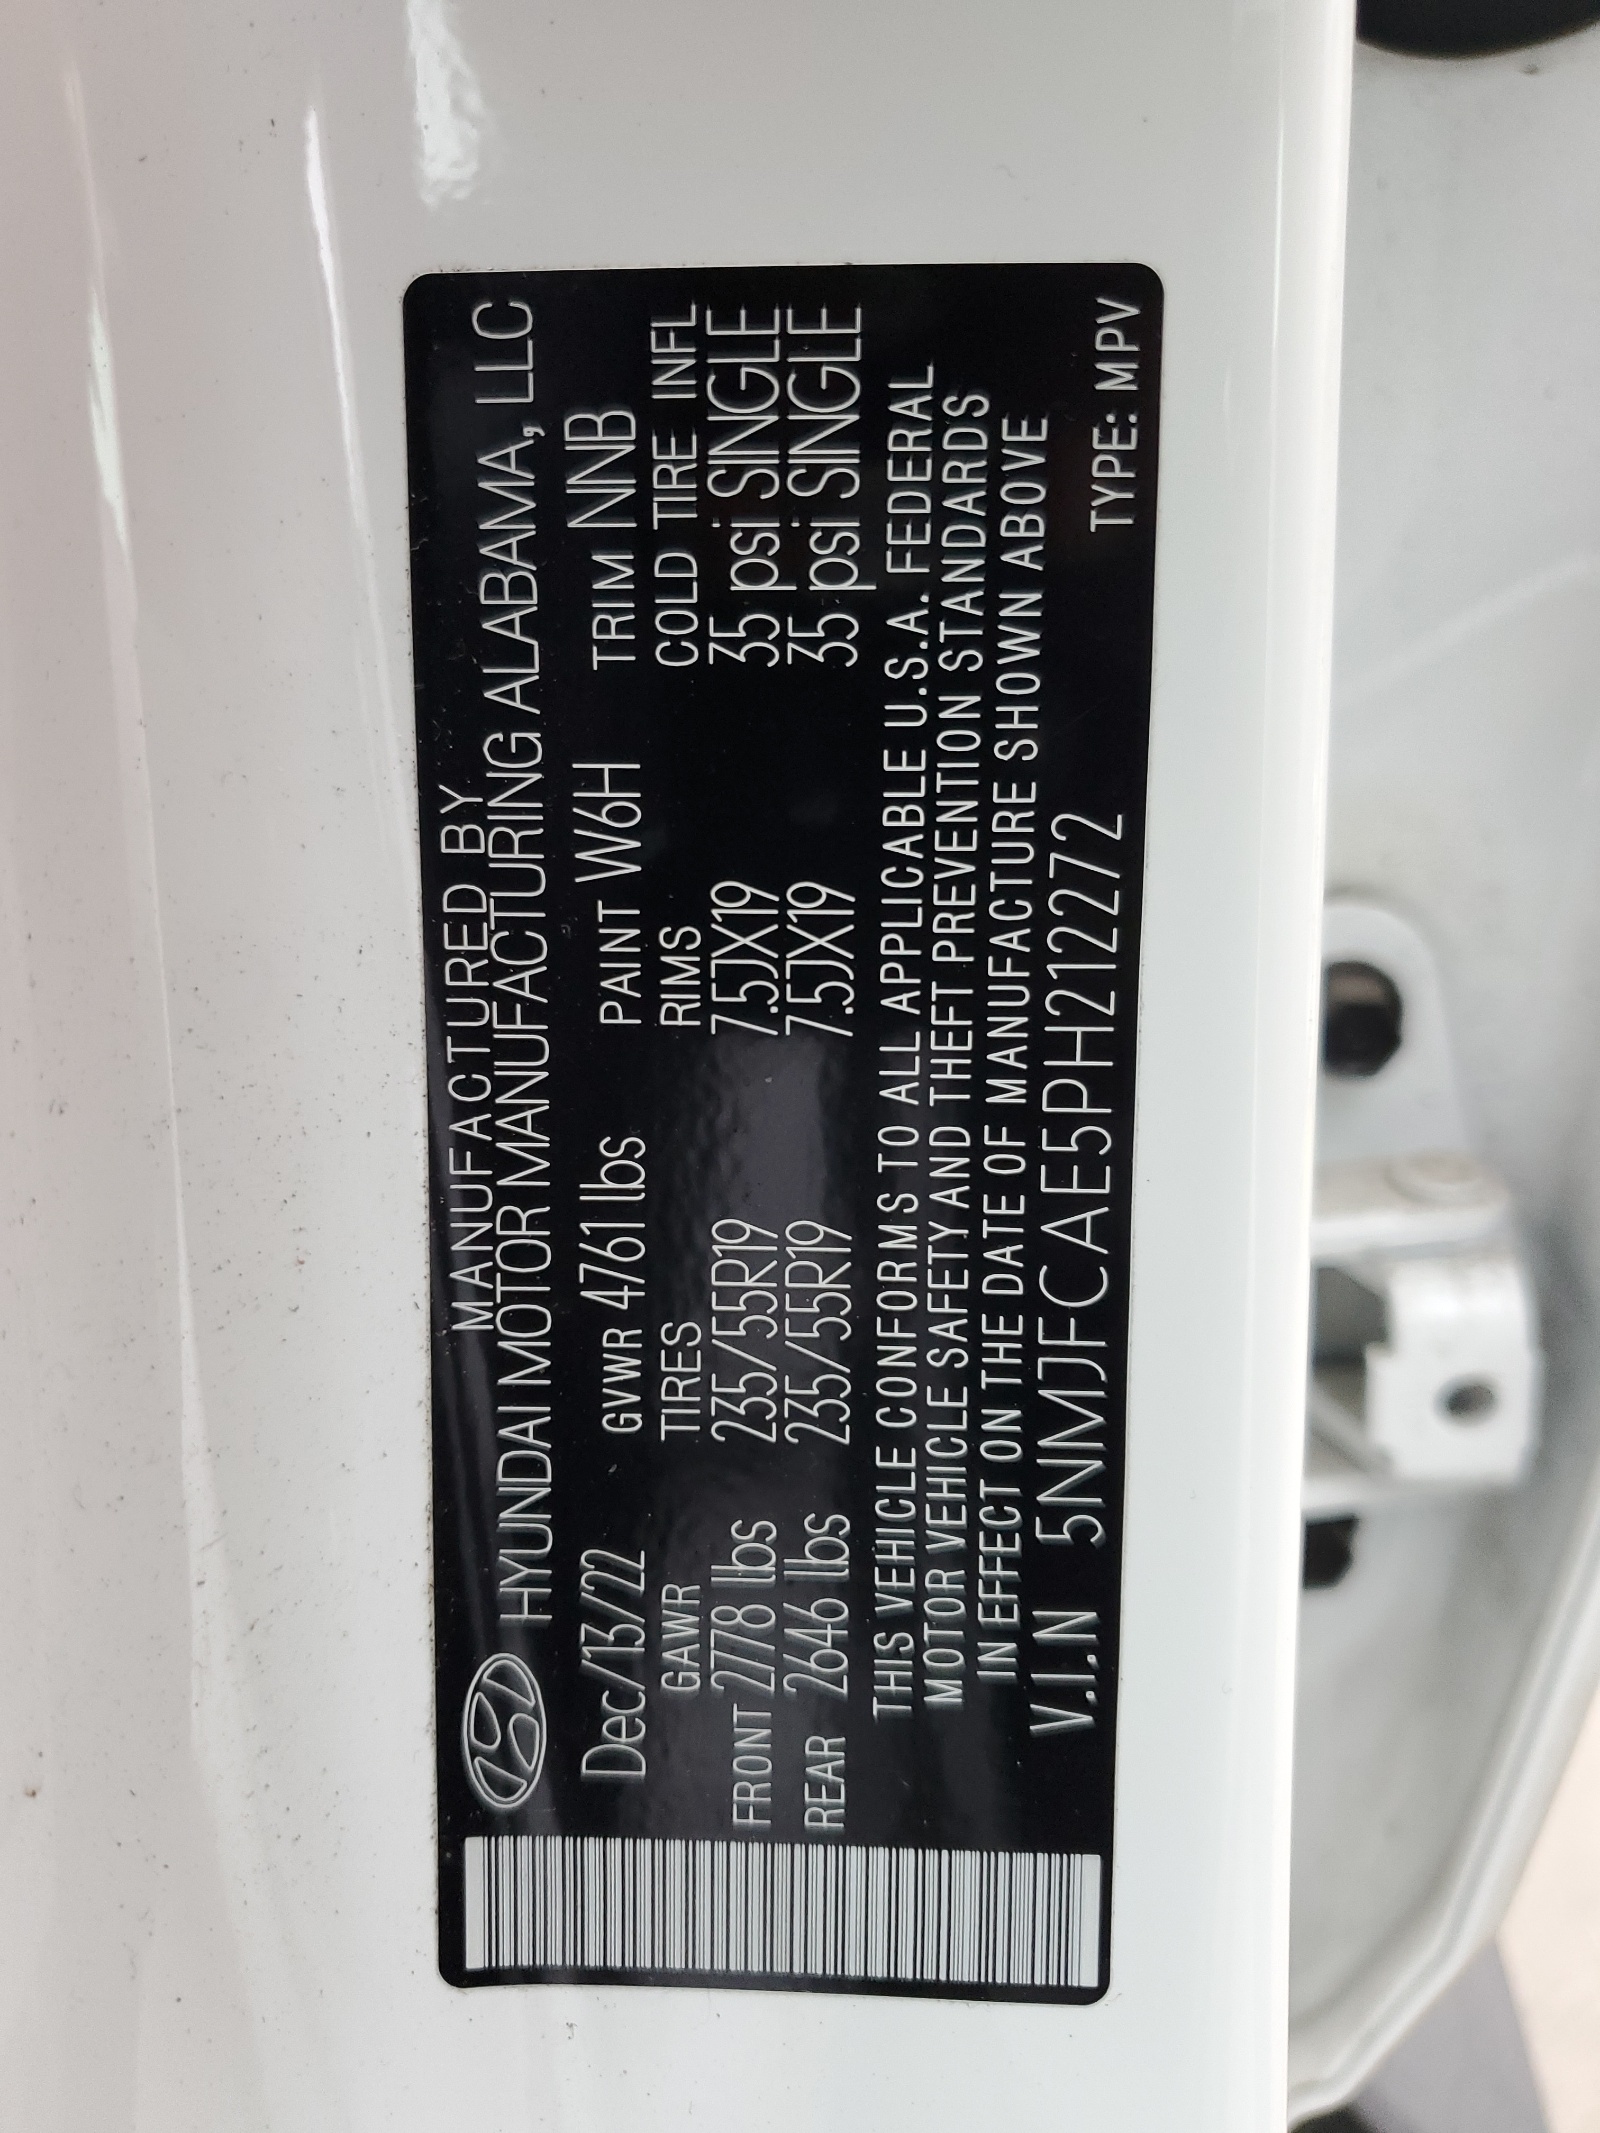 MANUFACTURED BY
HYUNDAI MOTOR MANUFACTURING ALABAMA, LLC
Dec/13/22 GVWR 4761 lbs PAINT W6H TRIM NNB
GAWR TIRES RIMS COLD TIRE INFL
FRONT 2778 lbs 235/55R19 7.5JX19 35 psi SINGLE
REAR 2646 lbs 235/55R19 7.5JX19 35 psi SINGLE
THIS VEHICLE CONFORMS TO ALL APPLICABLE U.S.A. FEDERAL
MOTOR VEHICLE SAFETY AND THEFT PREVENTION STANDARDS
IN EFFECT ON THE DATE OF MANUFACTURE SHOWN ABOVE
V.I.N 5NMJFCAE5PH212272 TYPE: MPV